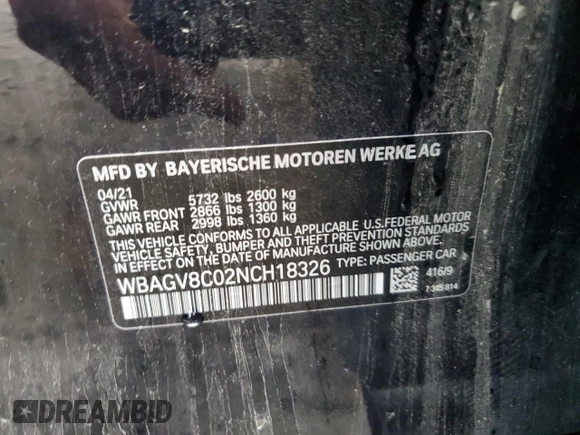 MFD BY BAYERISCHE MOTOREN WERKE AG
04/21
GVWR 5732 lbs 2600 kg
GAWR FRONT 2866 lbs 1300 kg
GAWR REAR 2998 lbs 1360 kg
THIS VEHICLE CONFORMS TO ALL APPLICABLE U.S.FEDERAL MOTOR
VEHICLE SAFETY, BUMPER AND THEFT PREVENTION STANDARDS
IN EFFECT ON THE DATE OF MANUFACTURE SHOWN ABOVE.
WBAGV8C02NCH18326 TYPE: PASSENGER CAR
416/9
7 315 814
DREAMBID